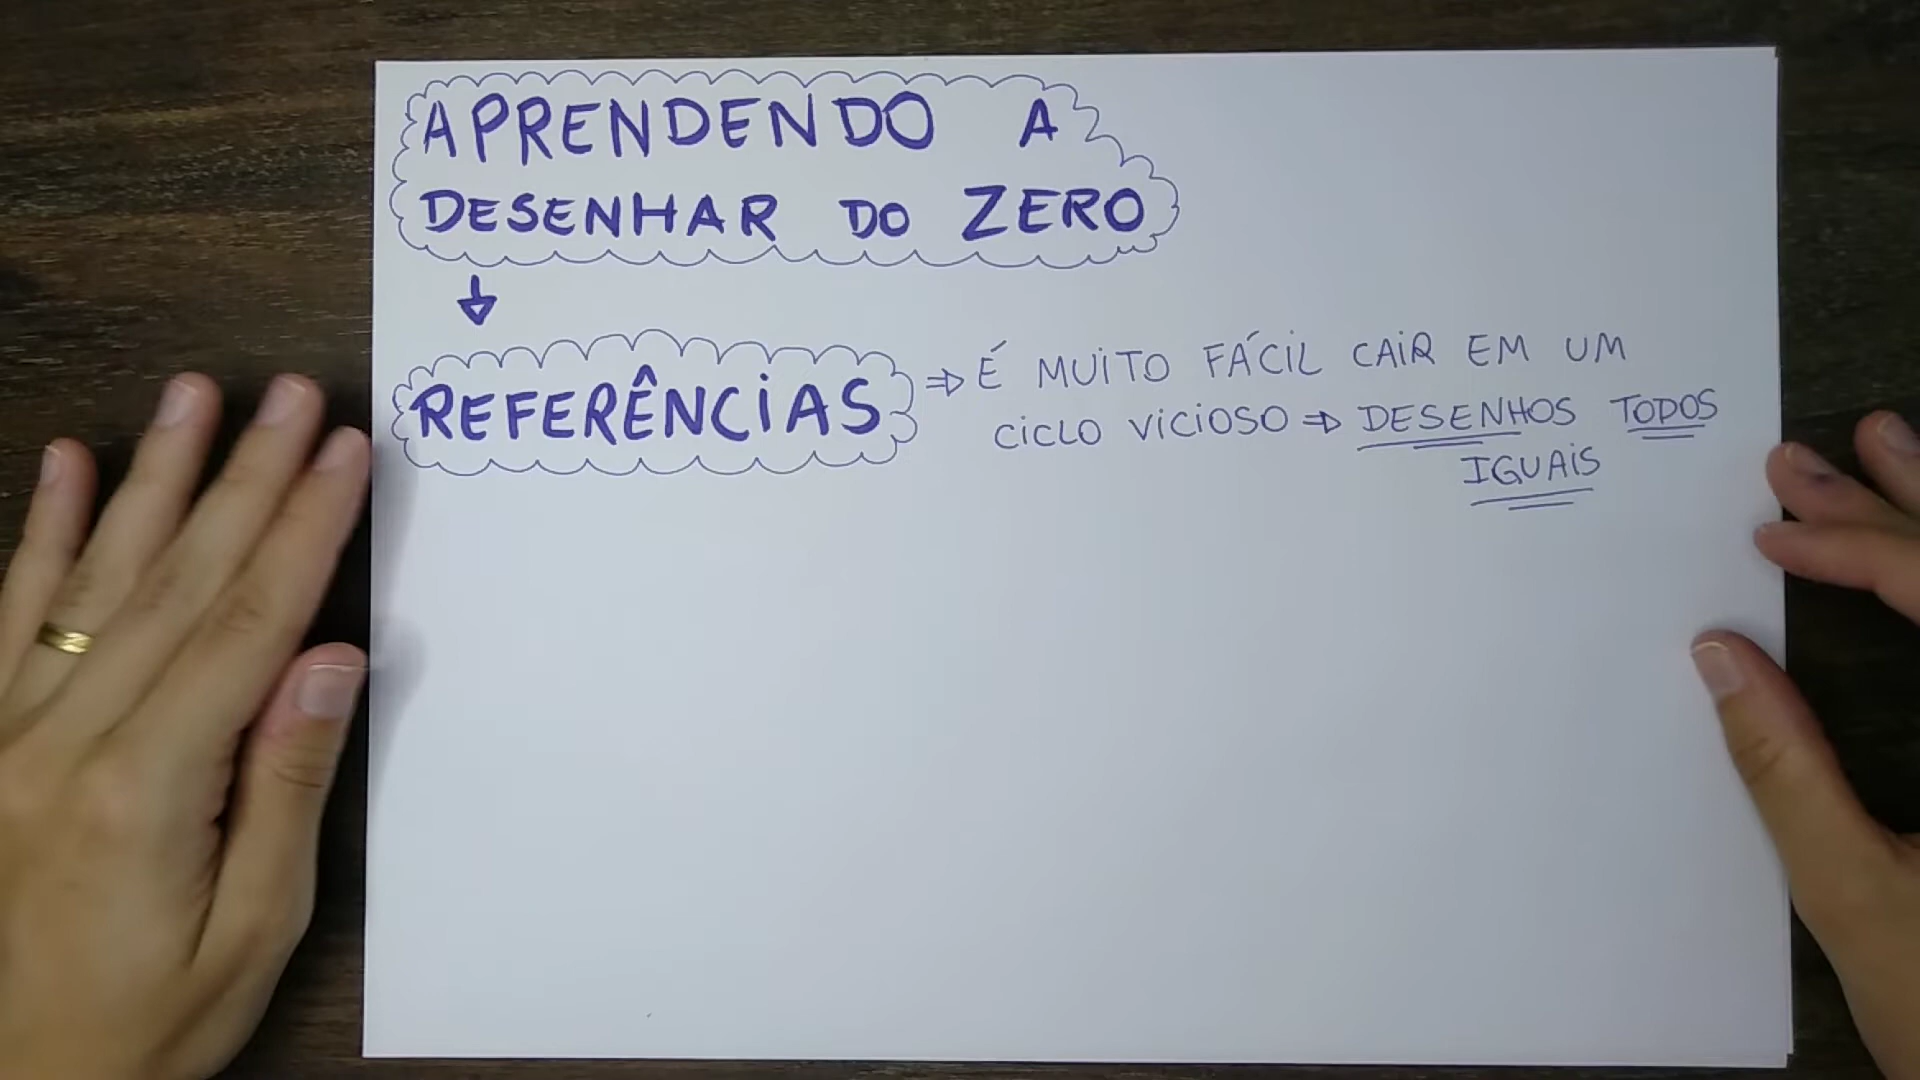 APRENDENDO A
DESENHAR DO ZERO
REFERÊNCIAS
⇒ É MUITO FÁCIL CAIR EM UM
CICLO VICIOSO ⇒ DESENHOS TODOS
IGUAIS